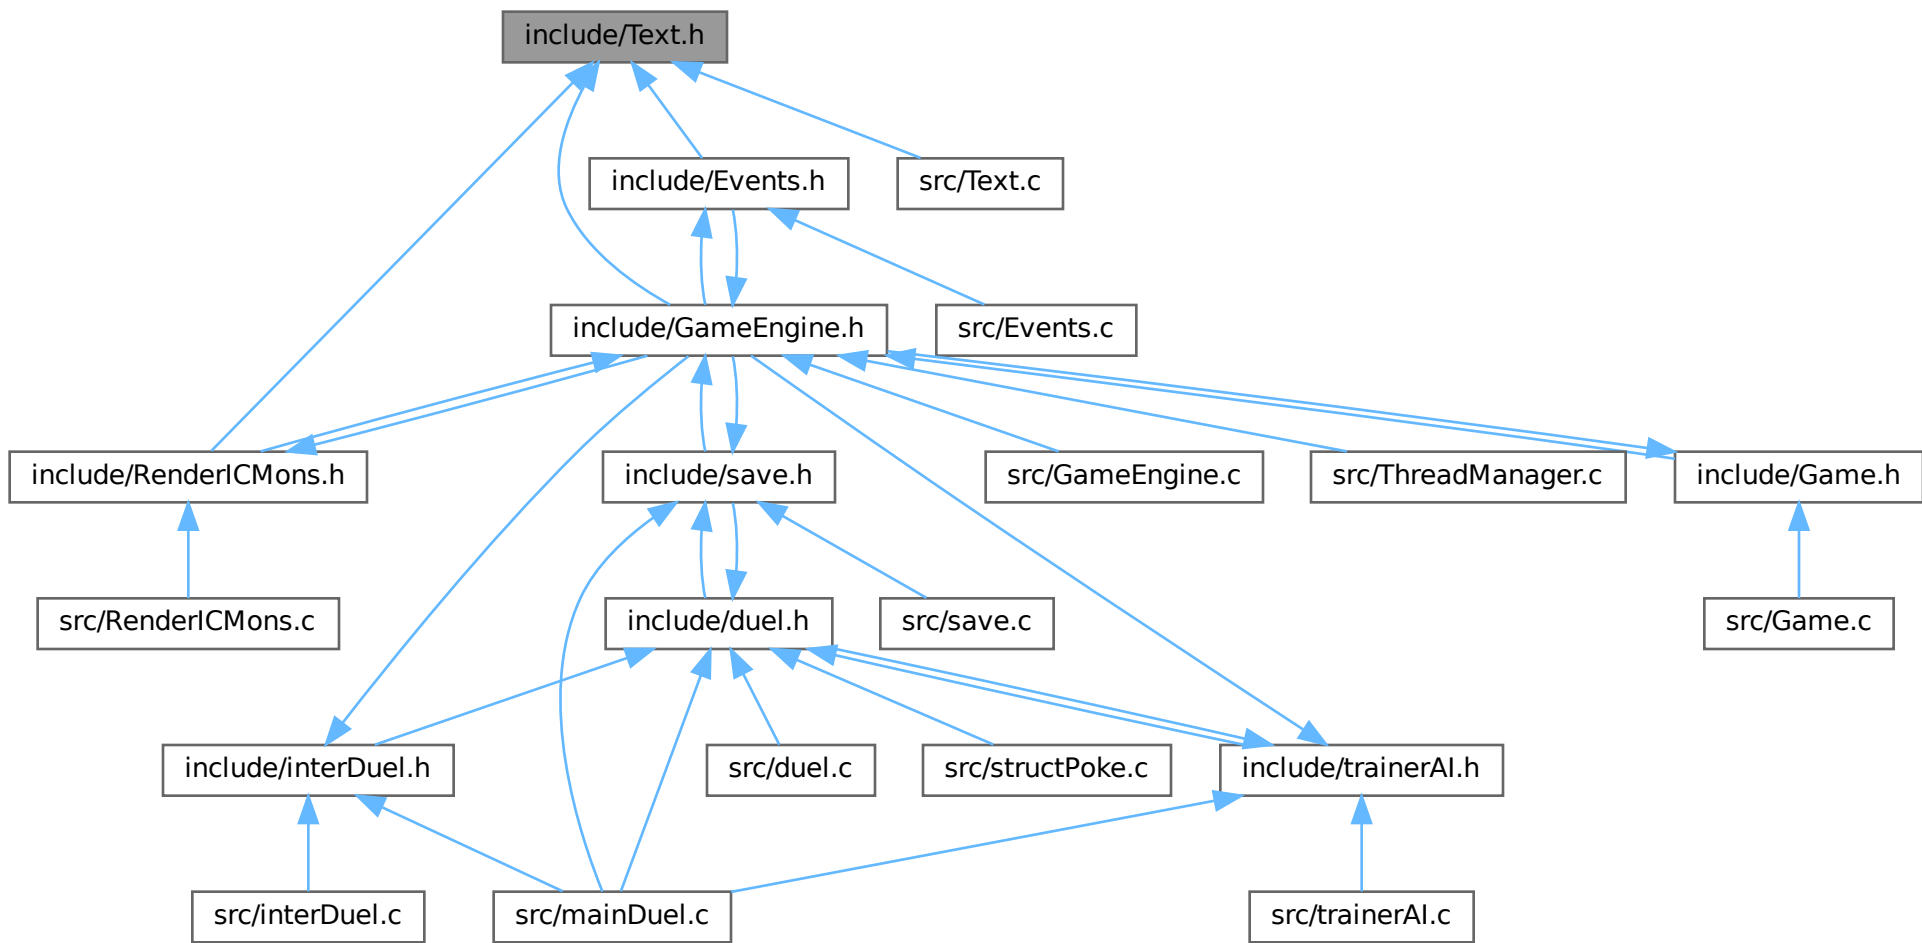 include/Text.h
include/Events.h
src/Text.c
include/GameEngine.h
src/Events.c
include/RenderICMons.h
include/save.h
src/GameEngine.c
src/ThreadManager.c
include/Game.h
src/RenderICMons.c
include/duel.h
src/save.c
src/Game.c
include/interDuel.h
src/duel.c
src/structPoke.c
include/trainerAI.h
src/interDuel.c
src/mainDuel.c
src/trainerAI.c